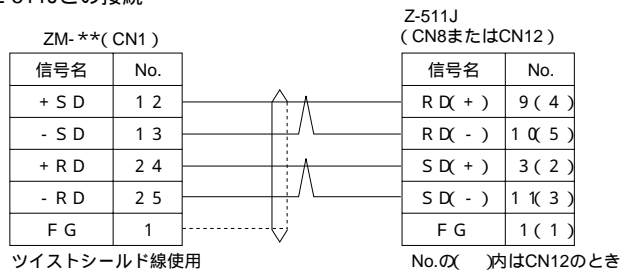 Z-511J
ZM-**(CN1)
(CN8またはCN12)
信号名 No.
信号名 No.
+SD 12
RD(+) 9(4)
-SD 13
RD(-) 10(5)
+RD 24
SD(+) 3(2)
-RD 25
SD(-) 11(3)
FG 1
FG 1(1)
ツイストシールド線使用
No.の( )内はCN12のとき